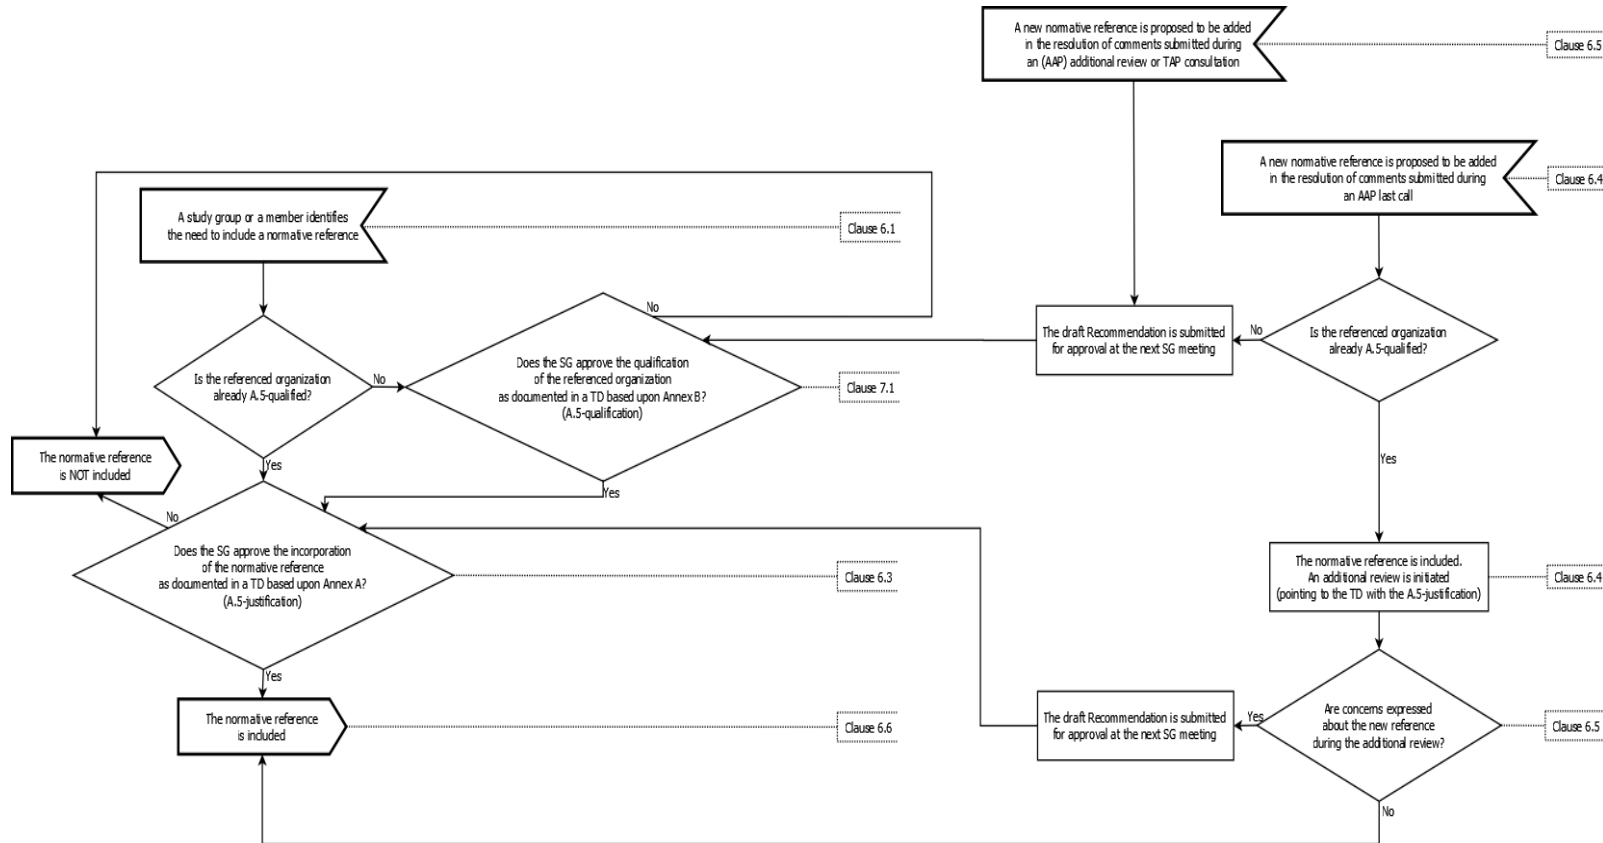 A new normative reference is proposed to be added
in the resolution of comments submitted during
an (AAP) additional review or TAP consultation
Clause 6.5
A new normative reference is proposed to be added
in the resolution of comments submitted during
an AAP last call
Clause 6.4
A study group or a member identifies
the need to include a normative reference
Clause 6.1
No
The draft Recommendation is submitted
for approval at the next SG meeting
No
Is the referenced organization
already A.5-qualified?
Is the referenced organization
already A.5-qualified?
No
Does the SG approve the qualification
of the referenced organization
as documented in a TD based upon Annex B?
(A.5-qualification)
Clause 7.1
The normative reference
is NOT included
Yes
Yes
Yes
No
Does the SG approve the incorporation
of the normative reference
as documented in a TD based upon Annex A?
(A.5-justification)
Clause 6.3
The normative reference is included.
An additional review is initiated
(pointing to the TD with the A.5-justification)
Clause 6.4
Yes
The normative reference
is included
Clause 6.6
The draft Recommendation is submitted
for approval at the next SG meeting
Yes
Are concerns expressed
about the new reference
during the additional review?
Clause 6.5
No